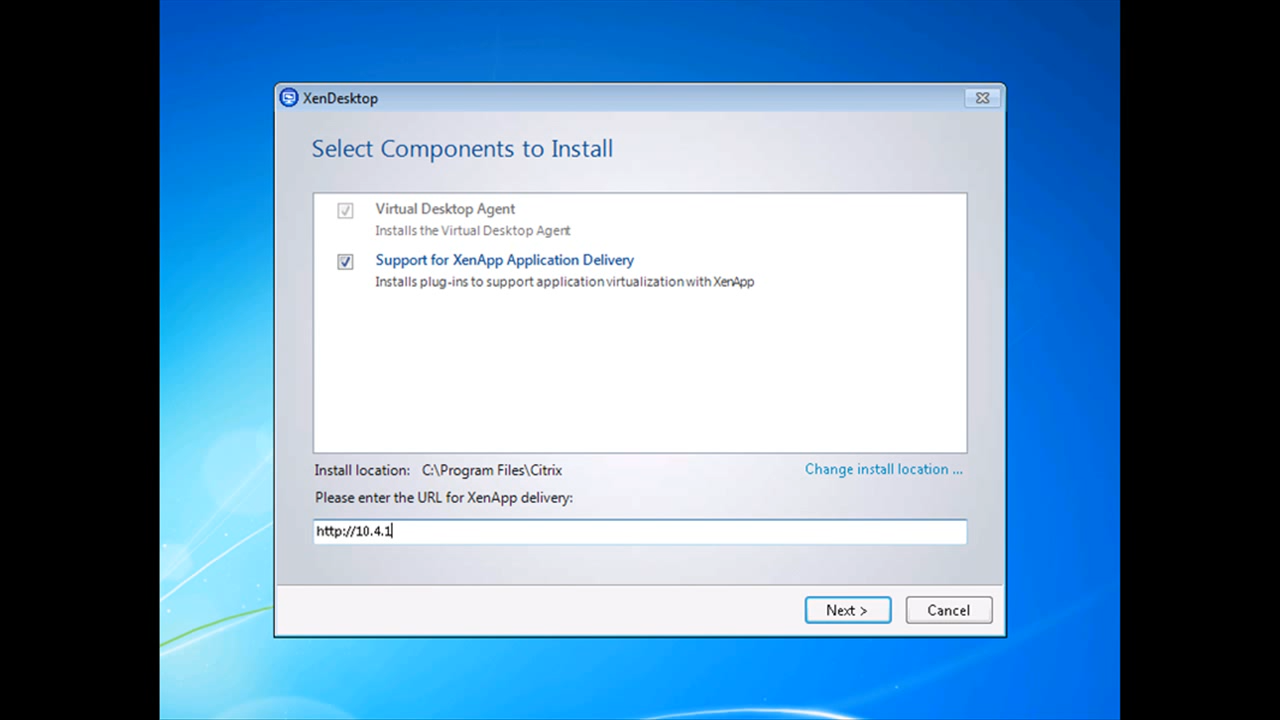 XenDesktop
Select Components to Install
Virtual Desktop Agent
Installs the Virtual Desktop Agent
Support for XenApp Application Delivery
Installs plug-ins to support application virtualization with XenApp
Install location: C:\Program Files\Citrix Change install location ...
Please enter the URL for XenApp delivery:
http://10.4.1
Next > Cancel